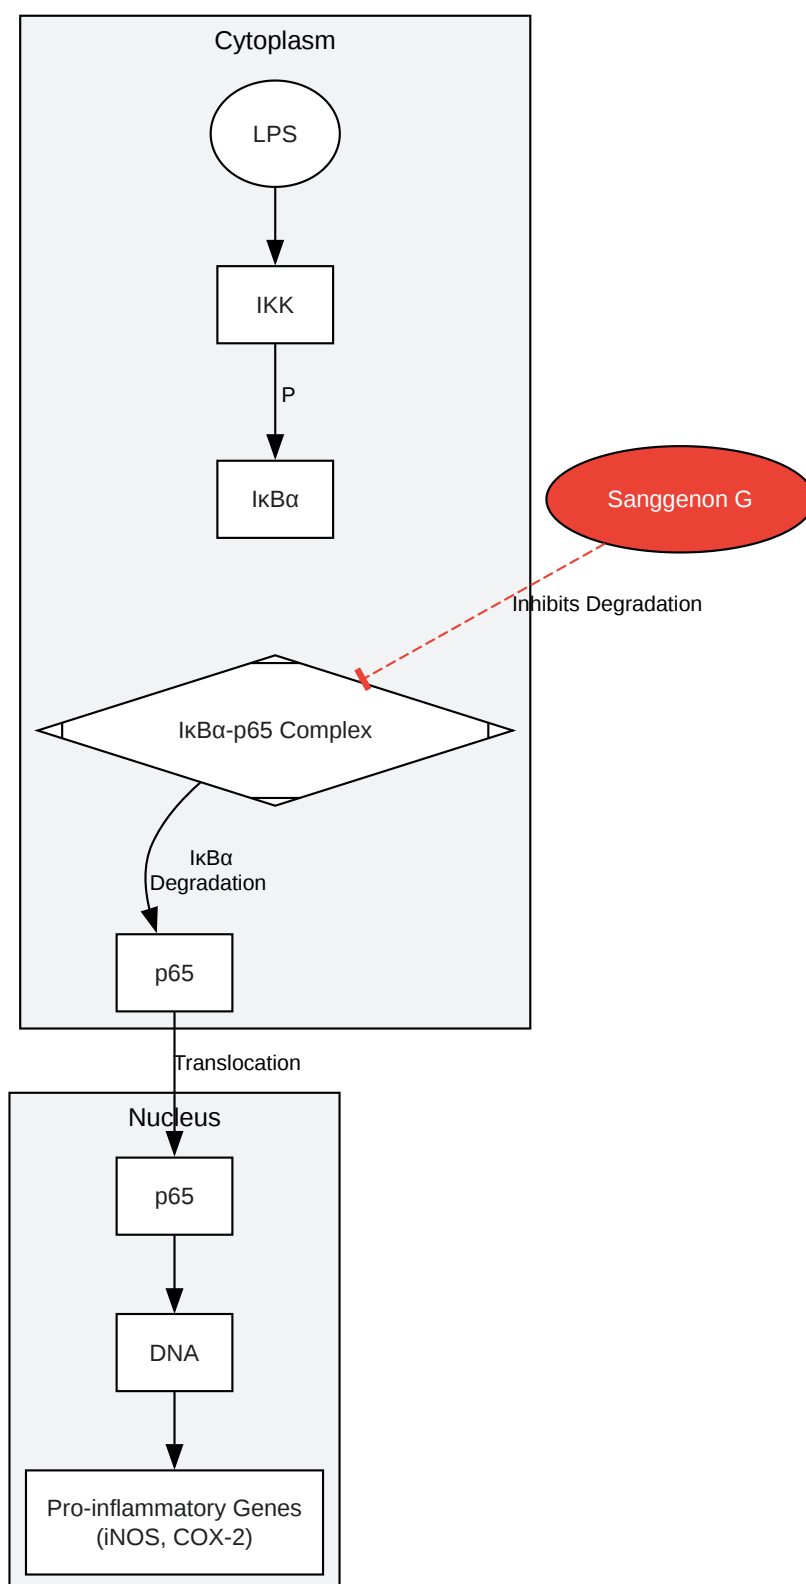 Cytoplasm
LPS
IKK
P
IκBα
Sanggenon G
Inhibits Degradation
IκBα-p65 Complex
IκBα
Degradation
p65
Translocation
Nucleus
p65
DNA
Pro-inflammatory Genes
(iNOS, COX-2)